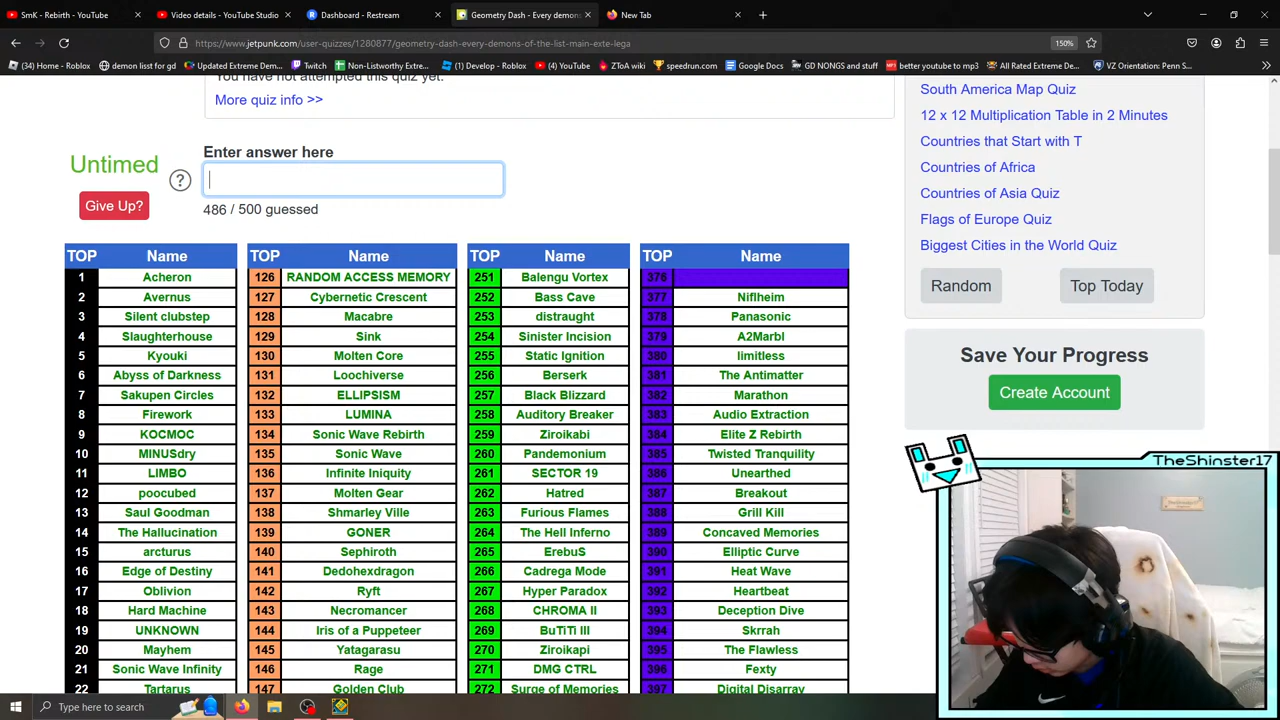 SmK - Rebirth - YouTube
Video details - YouTube Studio
Dashboard - Restream
Geometry Dash - Every demons
New Tab
https://www.jetpunk.com/user-quizzes/1280877/geometry-dash-every-demons-of-the-list-main-exte-lega
150%
(34) Home - Roblox
demon lisst for gd
Updated Extreme Dem...
Twitch
Non-Listworthy Extre...
(1) Develop - Roblox
(4) YouTube
ZToA wiki
speedrun.com
Google Docs
GD NONGS and stuff
better youtube to mp3
All Rated Extreme De...
VZ Orientation: Penn S...
You have not attempted this quiz yet.
More quiz info >>
South America Map Quiz
12 x 12 Multiplication Table in 2 Minutes
Countries that Start with T
Countries of Africa
Countries of Asia Quiz
Flags of Europe Quiz
Biggest Cities in the World Quiz
Random
Top Today
Save Your Progress
Create Account
Untimed
Give Up?
?
Enter answer here
486 / 500 guessed
TOP Name TOP Name TOP Name TOP Name
1 Acheron 126 RANDOM ACCESS MEMORY 251 Balengu Vortex 376
2 Avernus 127 Cybernetic Crescent 252 Bass Cave 377 Niflheim
3 Silent clubstep 128 Macabre 253 distraught 378 Panasonic
4 Slaughterhouse 129 Sink 254 Sinister Incision 379 A2Marbl
5 Kyouki 130 Molten Core 255 Static Ignition 380 limitless
6 Abyss of Darkness 131 Loochiverse 256 Berserk 381 The Antimatter
7 Sakupen Circles 132 ELLIPSISM 257 Black Blizzard 382 Marathon
8 Firework 133 LUMINA 258 Auditory Breaker 383 Audio Extraction
9 KOCMOC 134 Sonic Wave Rebirth 259 Ziroikabi 384 Elite Z Rebirth
10 MINUSdry 135 Sonic Wave 260 Pandemonium 385 Twisted Tranquility
11 LIMBO 136 Infinite Iniquity 261 SECTOR 19 386 Unearthed
12 poocubed 137 Molten Gear 262 Hatred 387 Breakout
13 Saul Goodman 138 Shmarley Ville 263 Furious Flames 388 Grill Kill
14 The Hallucination 139 GONER 264 The Hell Inferno 389 Concaved Memories
15 arcturus 140 Sephiroth 265 ErebuS 390 Elliptic Curve
16 Edge of Destiny 141 Dedohexdragon 266 Cadrega Mode 391 Heat Wave
17 Oblivion 142 Ryft 267 Hyper Paradox 392 Heartbeat
18 Hard Machine 143 Necromancer 268 CHROMA II 393 Deception Dive
19 UNKNOWN 144 Iris of a Puppeteer 269 BuTiTi III 394 Skrrah
20 Mayhem 145 Yatagarasu 270 Ziroikapi 395 The Flawless
21 Sonic Wave Infinity 146 Rage 271 DMG CTRL 396 Fexty
22 Tartarus 147 Golden Club 272 Surge of Memories 397 Digital Disarray
TheShinster17
Type here to search